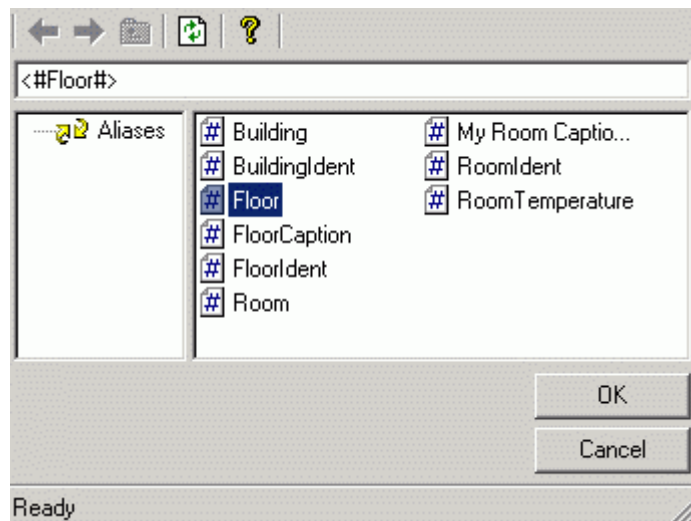 <#Floor#>
Aliases
Building
BuildingIdent
Floor
FloorCaption
FloorIdent
Room
My Room Captio...
RoomIdent
RoomTemperature
OK
Cancel
Ready